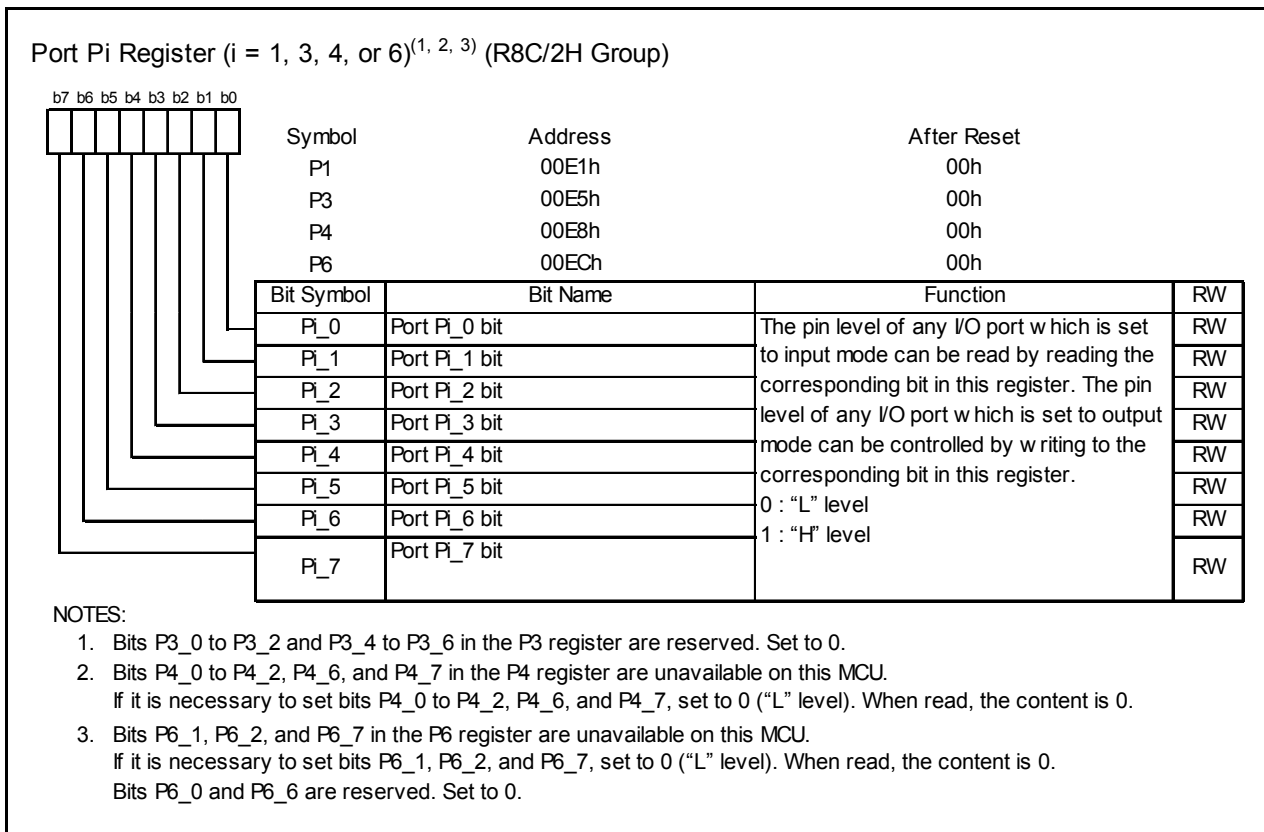 Port Pi Register (i = 1, 3, 4, or 6)(1, 2, 3) (R8C/2H Group)
b7 b6 b5 b4 b3 b2 b1 b0
Symbol Address After Reset
P1 00E1h 00h
P3 00E5h 00h
P4 00E8h 00h
P6 00ECh 00h
Bit Symbol Bit Name Function RW
Pi_0 Port Pi_0 bit The pin level of any I/O port w hich is set RW
Pi_1 Port Pi_1 bit to input mode can be read by reading the RW
Pi_2 Port Pi_2 bit corresponding bit in this register. The pin RW
Pi_3 Port Pi_3 bit level of any I/O port w hich is set to output RW
Pi_4 Port Pi_4 bit mode can be controlled by w riting to the RW
Pi_5 Port Pi_5 bit corresponding bit in this register. RW
Pi_6 Port Pi_6 bit 0 : “L” level RW
Pi_7 Port Pi_7 bit 1 : “H” level RW
NOTES:
1. Bits P3_0 to P3_2 and P3_4 to P3_6 in the P3 register are reserved. Set to 0.
2. Bits P4_0 to P4_2, P4_6, and P4_7 in the P4 register are unavailable on this MCU.
If it is necessary to set bits P4_0 to P4_2, P4_6, and P4_7, set to 0 (“L” level). When read, the content is 0.
3. Bits P6_1, P6_2, and P6_7 in the P6 register are unavailable on this MCU.
If it is necessary to set bits P6_1, P6_2, and P6_7, set to 0 (“L” level). When read, the content is 0.
Bits P6_0 and P6_6 are reserved. Set to 0.